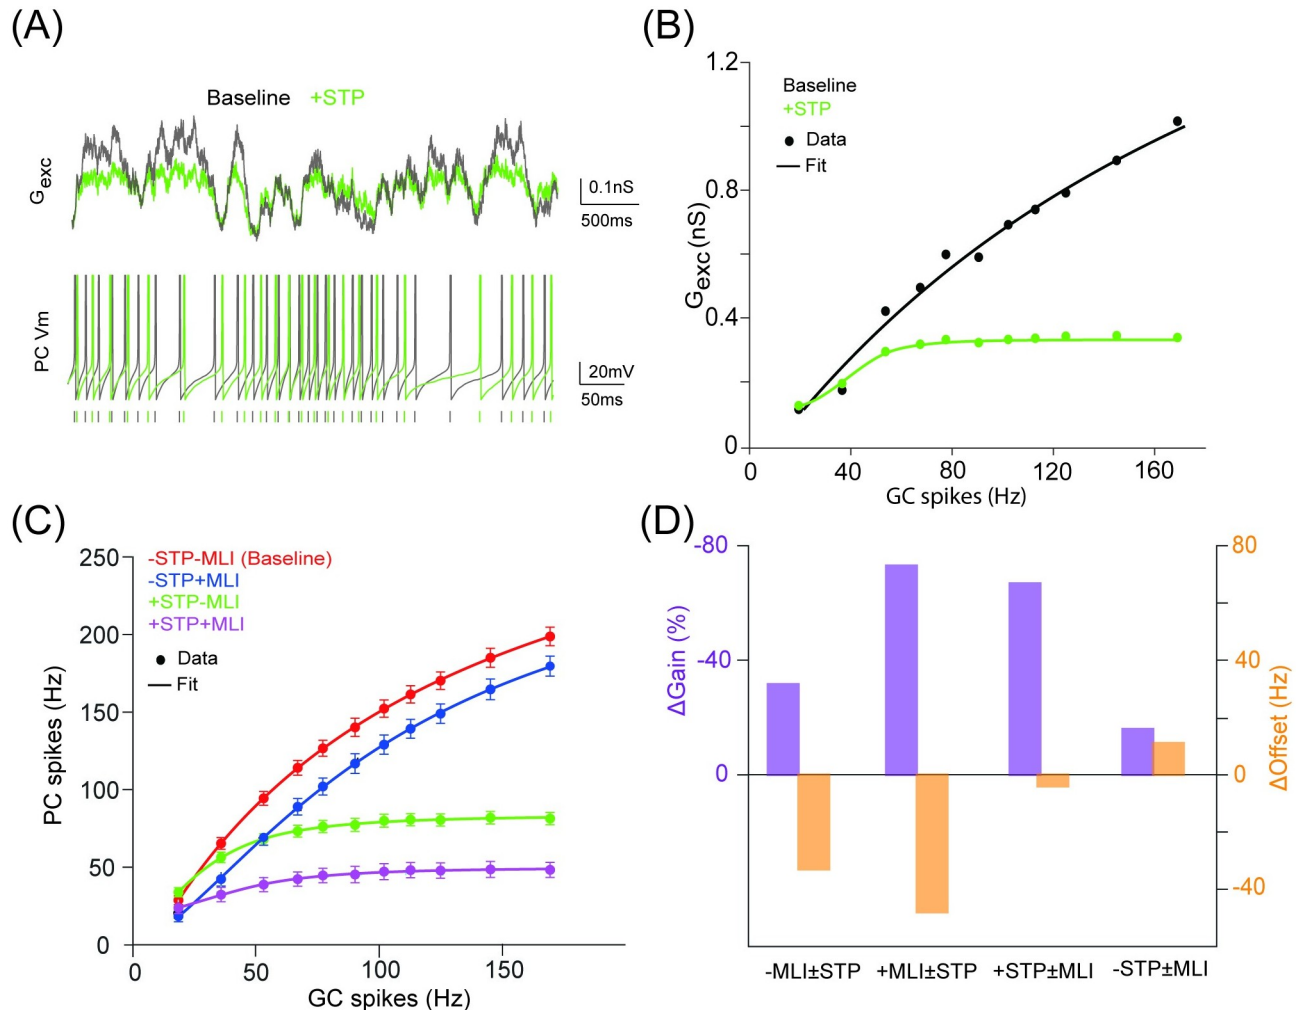 (A)
Baseline +STP
Gexc
0.1nS
500ms
PC Vm
20mV
50ms
(B)
1.2
0.8
0.4
0
Gexc (nS)
Baseline
+STP
Data
Fit
0 40 80 120 160
GC spikes (Hz)
(C)
250
200
150
100
50
0
PC spikes (Hz)
-STP-MLI (Baseline)
-STP+MLI
+STP-MLI
+STP+MLI
Data
Fit
0 50 100 150
GC spikes (Hz)
(D)
-80
-40
0
ΔGain (%)
80
40
0
-40
ΔOffset (Hz)
-MLI±STP +MLI±STP +STP±MLI -STP±MLI